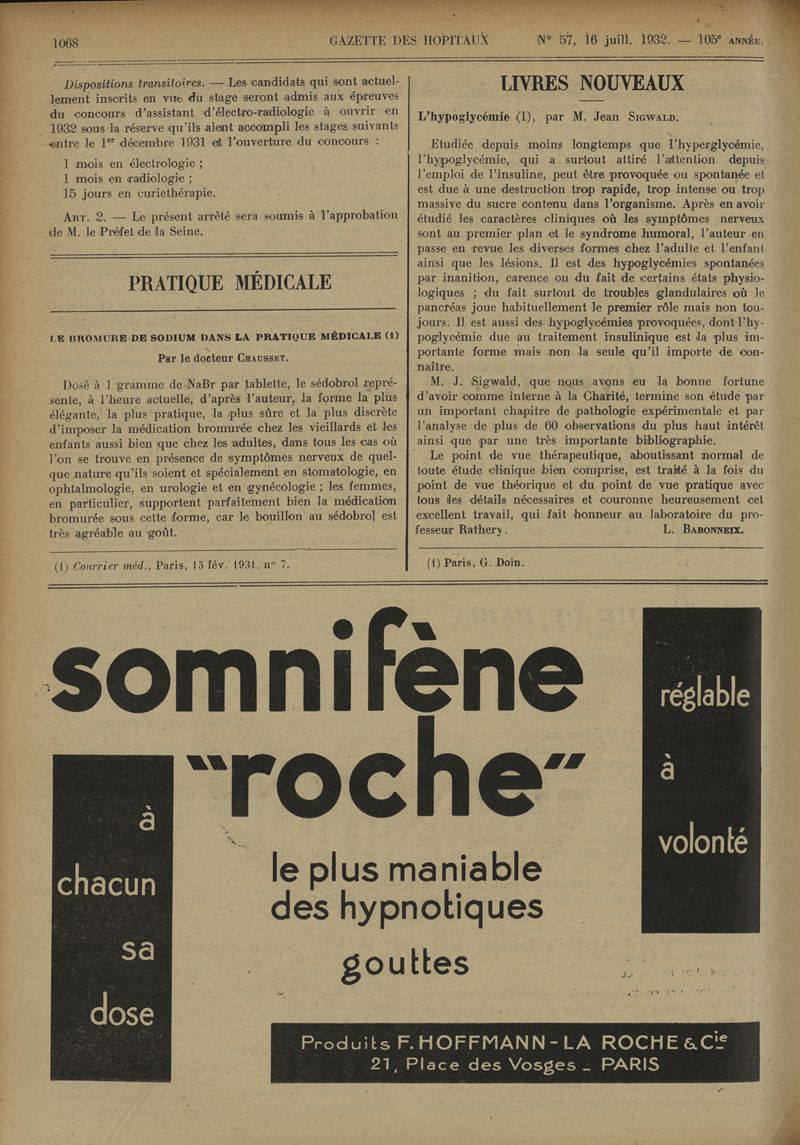 1068 GAZETTE DES HOPITAUX N° 57, 16 juill. 1932. — 105e ANNÉE.
Dispositions transitoires. — Les candidats qui sont actuel-
lement inscrits en vue du stage seront admis aux épreuves
du concours d'assistant d'électro-radiologie à ouvrir en
1932 sous la réserve qu'ils aient accompli les stages suivants
entre le 1er décembre 1931 et l'ouverture du concours :
1 mois en électrologie ;
1 mois en radiologie ;
15 jours en curiethérapie.
ART. 2. — Le présent arrêté sera soumis à l'approbation
de M. le Préfet de la Seine.
PRATIQUE MÉDICALE
LE BROMURE DE SODIUM DANS LA PRATIQUE MÉDICALE (1)
Par le docteur CHAUSSET.
Dosé à 1 gramme de NaBr par tablette, le sédobrol repré-
sente, à l'heure actuelle, d'après l'auteur, la forme la plus
élégante, la plus pratique, la plus sûre et la plus discrète
d'imposer la médication bromurée chez les vieillards et les
enfants aussi bien que chez les adultes, dans tous les cas où
l'on se trouve en présence de symptômes nerveux de quel-
que nature qu'ils soient et spécialement en stomatologie, en
ophtalmologie, en urologie et en gynécologie ; les femmes,
en particulier, supportent parfaitement bien la médication
bromurée sous cette forme, car le bouillon au sédobrol est
très agréable au goût.
(1) Courrier méd., Paris, 15 fév. 1931, n° 7.
LIVRES NOUVEAUX
L'hypoglycémie (1), par M. Jean SIGWALD.
Etudiée depuis moins longtemps que l'hyperglycémie,
l'hypoglycémie, qui a surtout attiré l'attention depuis
l'emploi de l'insuline, peut être provoquée ou spontanée et
est due à une destruction trop rapide, trop intense ou trop
massive du sucre contenu dans l'organisme. Après en avoir
étudié les caractères cliniques où les symptômes nerveux
sont au premier plan et le syndrome humoral, l'auteur en
passe en revue les diverses formes chez l'adulte et l'enfant
ainsi que les lésions. Il est des hypoglycémies spontanées
par inanition, carence ou du fait de certains états physio-
logiques ; du fait surtout de troubles glandulaires où le
pancréas joue habituellement le premier rôle mais non tou-
jours. Il est aussi des hypoglycémies provoquées, dont l'hy-
poglycémie due au traitement insulinique est la plus im-
portante forme mais non la seule qu'il importe de con-
naître.
M. J. Sigwald, que nous avons eu la bonne fortune
d'avoir comme interne à la Charité, termine son étude par
un important chapitre de pathologie expérimentale et par
l'analyse de plus de 60 observations du plus haut intérêt
ainsi que par une très importante bibliographie.
Le point de vue thérapeutique, aboutissant normal de
toute étude clinique bien comprise, est traité à la fois du
point de vue théorique et du point de vue pratique avec
tous les détails nécessaires et couronne heureusement cet
excellent travail, qui fait honneur au laboratoire du pro-
fesseur Rathery. L. BABONNEIX.
(1) Paris, G. Doin.
somnifène
"roche"
réglable
à
volonté
à
chacun
sa
dose
le plus maniable
des hypnotiques
gouttes
Produits F. HOFFMANN - LA ROCHE & Cie
21, Place des Vosges _ PARIS